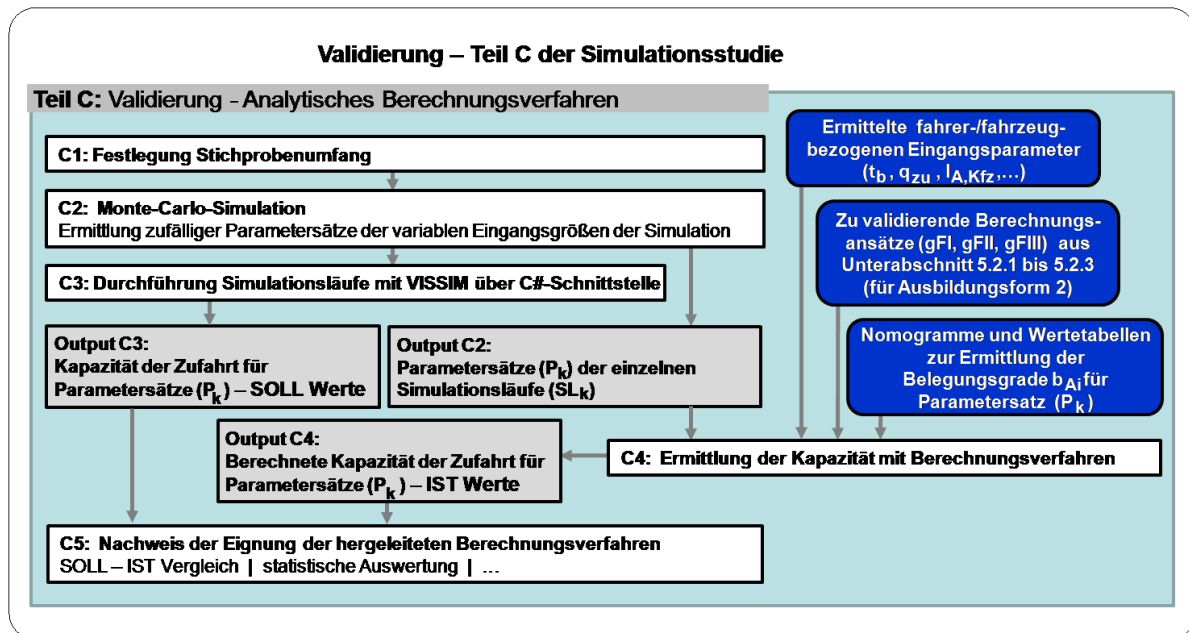 Validierung – Teil C der Simulationsstudie
Teil C: Validierung - Analytisches Berechnungsverfahren
C1: Festlegung Stichprobenumfang
C2: Monte-Carlo-Simulation
Ermittlung zufälliger Parametersätze der variablen Eingangsgrößen der Simulation
C3: Durchführung Simulationsläufe mit VISSIM über C#-Schnittstelle
Output C3:
Kapazität der Zufahrt für
Parametersätze (Pk) – SOLL Werte
Output C2:
Parametersätze (Pk) der einzelnen
Simulationsläufe (SLk)
Ermittelte fahrer-/fahrzeug-
bezogenen Eingangsparameter
(tb , qzu , lA,Kfz ,...)
Zu validierende Berechnungs-
ansätze (gFI, gFII, gFIII) aus
Unterabschnitt 5.2.1 bis 5.2.3
(für Ausbildungsform 2)
Nomogramme und Wertetabellen
zur Ermittlung der
Belegungsgrade bAi für
Parametersatz (Pk)
Output C4:
Berechnete Kapazität der Zufahrt für
Parametersätze (Pk ) – IST Werte
C4: Ermittlung der Kapazität mit Berechnungsverfahren
C5: Nachweis der Eignung der hergeleiteten Berechnungsverfahren
SOLL – IST Vergleich | statistische Auswertung | ...